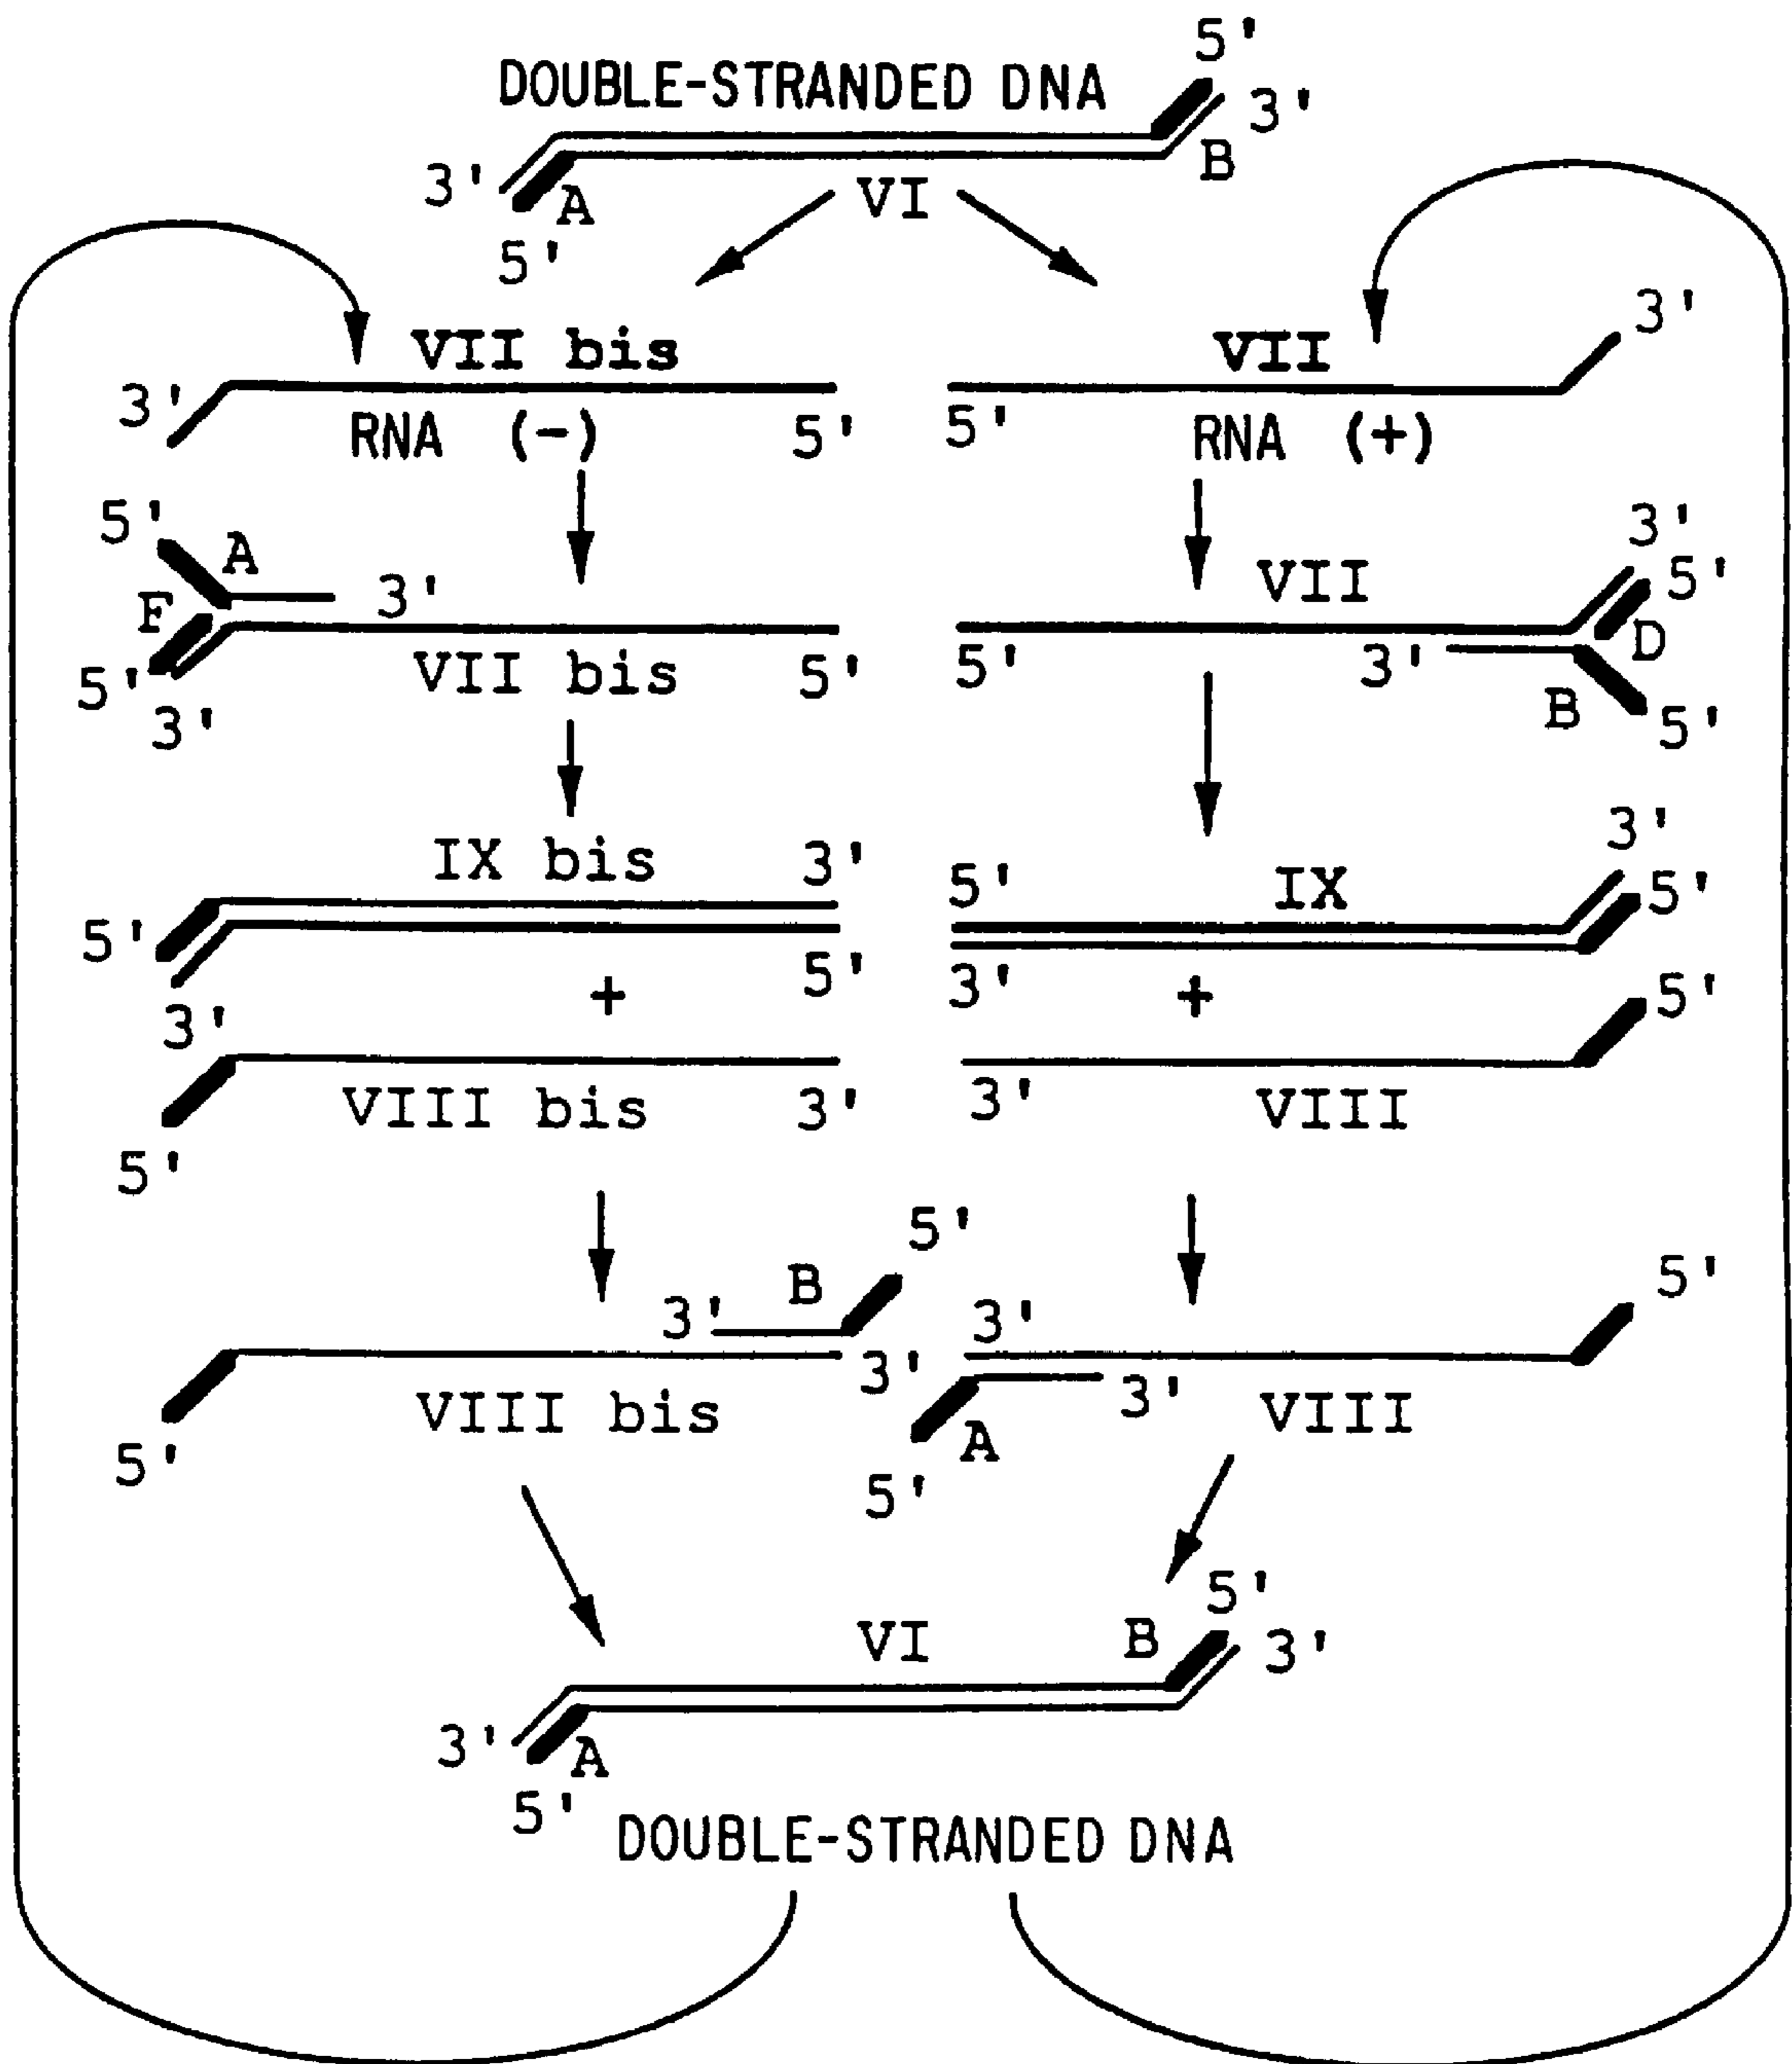 5'
DOUBLE-STRANDED DNA
3'
3'
A
VI
B
5'
VII bis
VII
3'
3'
RNA (-)
5'
5'
RNA (+)
5'
A
3'
3'
F
VII
5'
5'
VII bis
5'
5'
3'
D
3'
B
5'
3'
IX bis
3'
5'
IX
5'
5'
5'
3'
3'
+
+
5'
VIII bis
3'
3'
VIII
5'
5'
B
5'
3'
3'
3'
3'
VIII bis
A
VIII
5'
5'
5'
VI
B
3'
3'
A
5'
DOUBLE-STRANDED DNA